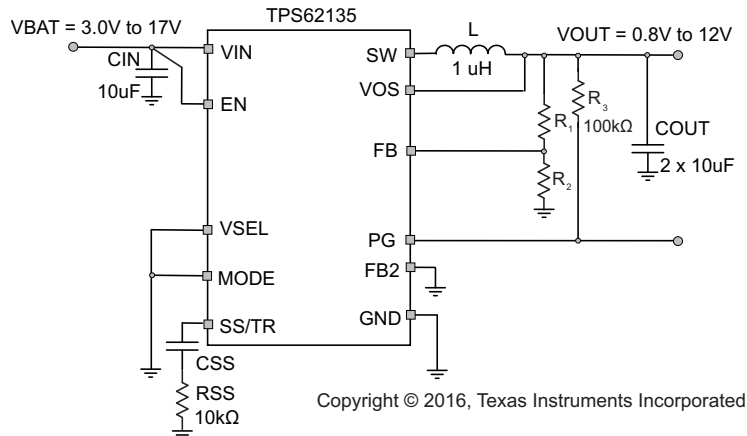 TPS62135
VBAT = 3.0V to 17V
L
VOUT = 0.8V to 12V
VIN
SW
CIN
1 uH
VOS
10uF
EN
R1
R3
100kΩ
COUT
FB
R2
2 x 10uF
VSEL
PG
MODE
FB2
SS/TR
GND
CSS
RSS
10kΩ
Copyright © 2016, Texas Instruments Incorporated